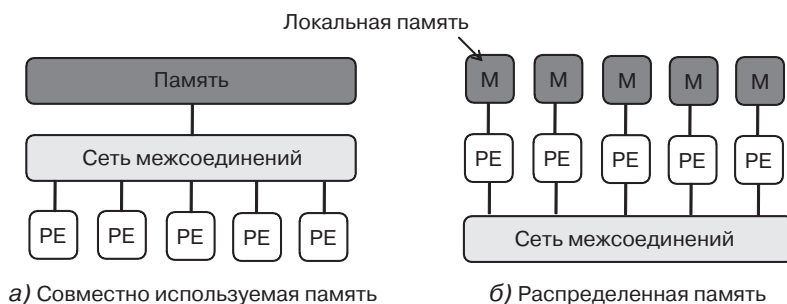 Локальная память
Память
М М М М М
Сеть межсоединений
PE PE PE PE PE
PE PE PE PE PE
Сеть межсоединений
а) Совместно используемая память
б) Распределенная память